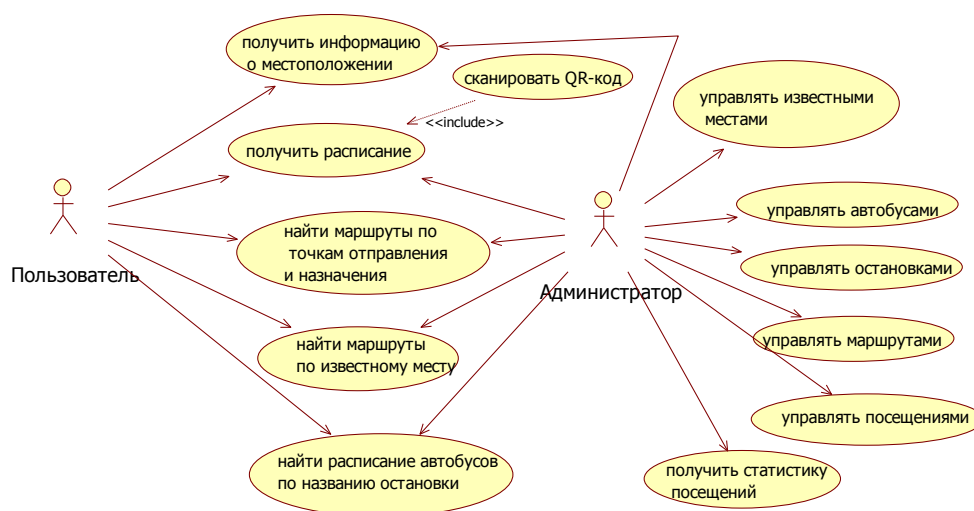 получить информацию
о местоположении
сканировать QR-код
управлять известными
местами
<<include>>
получить расписание
управлять автобусами
найти маршруты по
точкам отправления
и назначения
Пользователь
управлять остановками
Администратор
найти маршруты
по известному месту
управлять маршрутами
управлять посещениями
найти расписание автобусов
по названию остановки
получить статистику
посещений